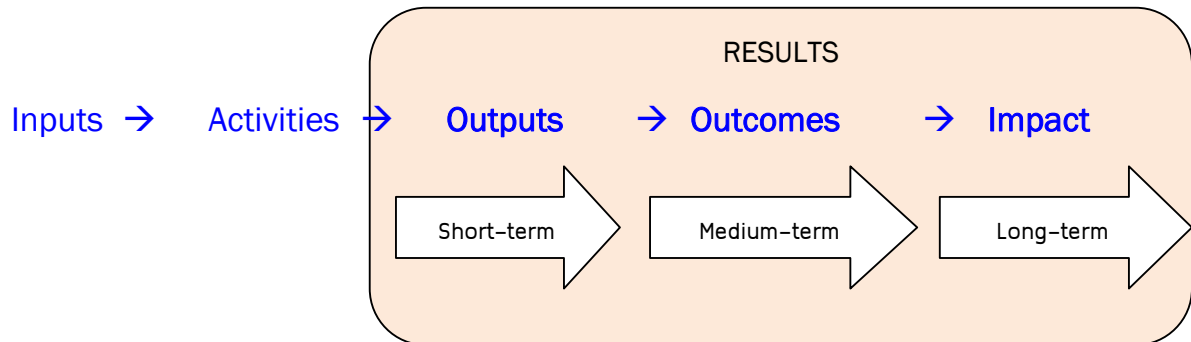 RESULTS
Inputs → Activities → Outputs → Outcomes → Impact
Short-term Medium-term Long-term